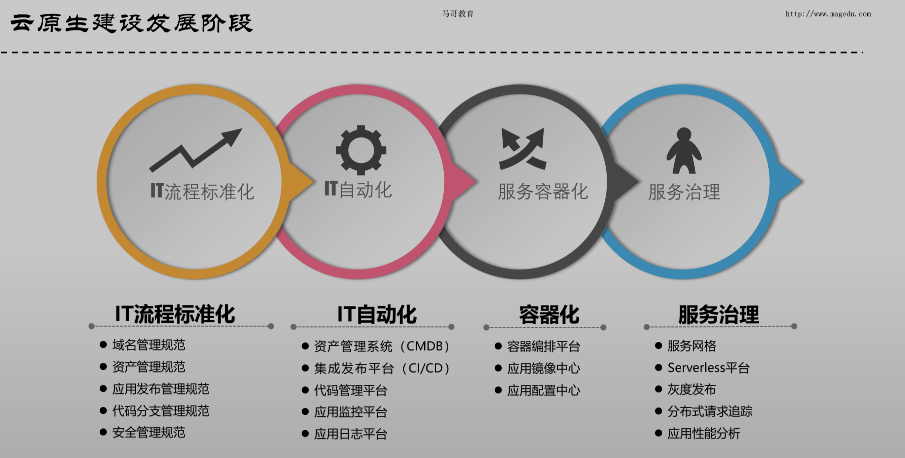 云原生建设发展阶段
马哥教育
http://www.magedu.com
IT流程标准化
IT自动化
服务容器化
服务治理
IT流程标准化
域名管理规范
资产管理规范
应用发布管理规范
代码分支管理规范
安全管理规范
IT自动化
资产管理系统（CMDB）
集成发布平台（CI/CD）
代码管理平台
应用监控平台
应用日志平台
容器化
容器编排平台
应用镜像中心
应用配置中心
服务治理
服务网格
Serverless平台
灰度发布
分布式请求追踪
应用性能分析